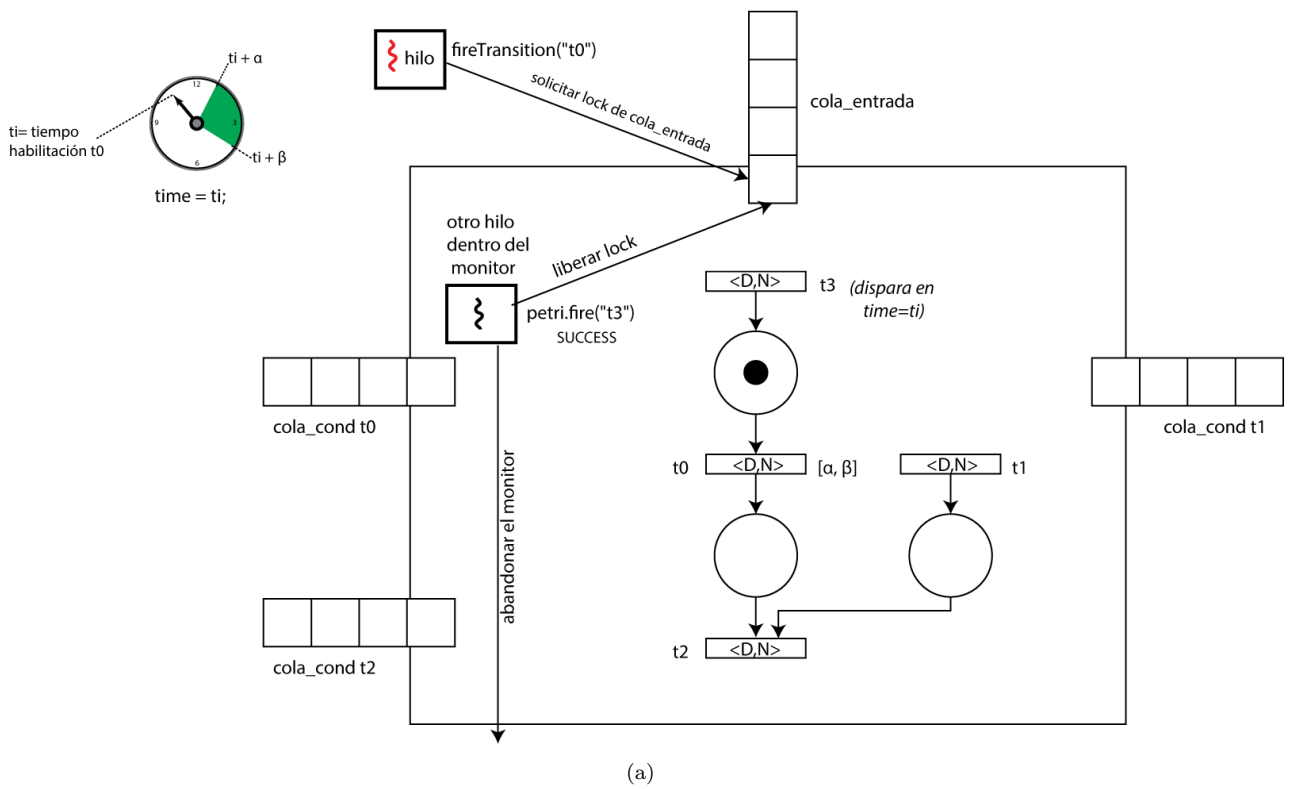 hilo
fireTransition("t0")
solicitar lock de cola_entrada
cola_entrada
ti + α
12
3
6
9
ti= tiempo
habilitación t0
ti + β
time = ti;
otro hilo
dentro del
monitor
liberar lock
petri.fire("t3")
SUCCESS
<D,N>
t3
(dispara en
time=ti)
cola_cond t0
cola_cond t1
t0
<D,N>
[α, β]
<D,N>
t1
abandonar el monitor
cola_cond t2
t2
<D,N>
(a)